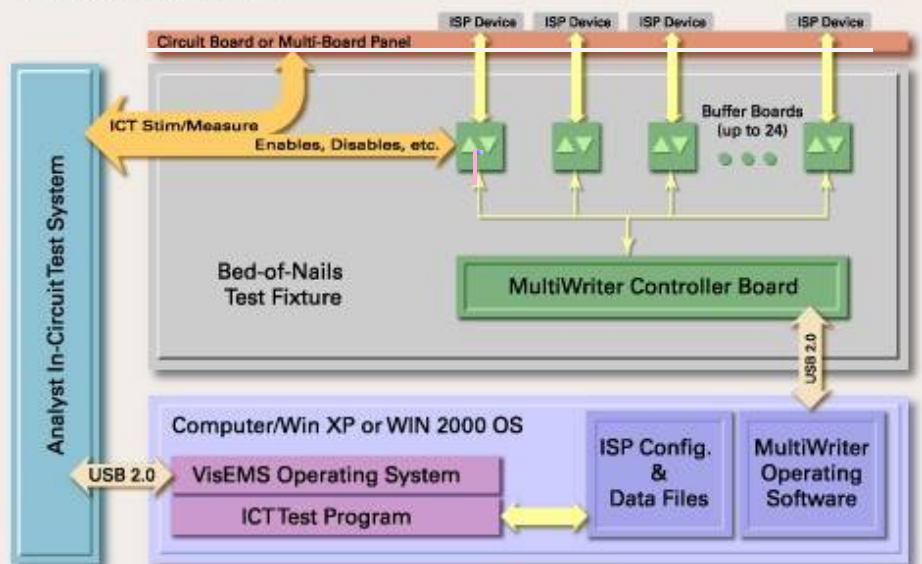 ISP Device
ISP Device
ISP Device
ISP Device
Circuit Board or Multi-Board Panel
Analyst In-Circuit Test System
ICT Stim/Measure
Enables, Disables, etc.
Buffer Boards
(up to 24)
Bed-of-Nails
Test Fixture
MultiWriter Controller Board
USB 2.0
Computer/Win XP or WIN 2000 OS
USB 2.0
VisEMS Operating System
ICT Test Program
ISP Config.
&
Data Files
MultiWriter
Operating
Software